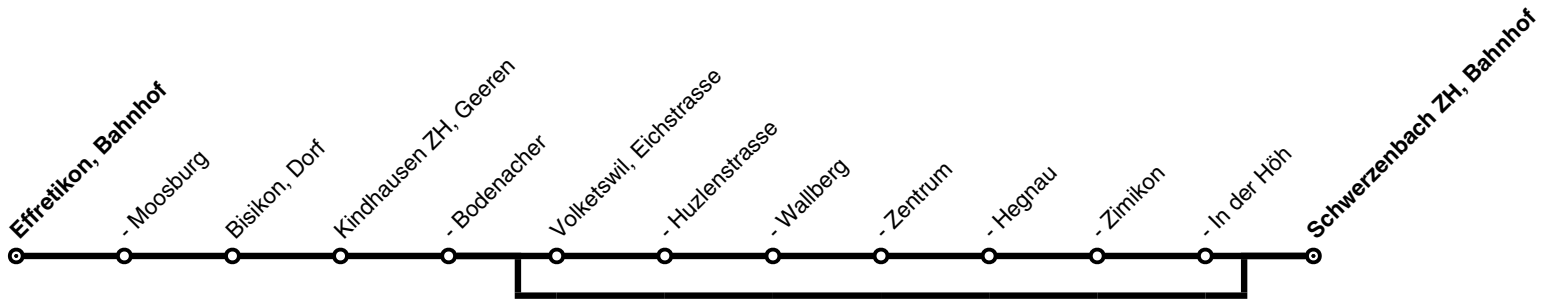 Effretikon, Bahnhof
- Moosburg
Bisikon, Dorf
Kindhausen ZH, Geeren
- Bodenacher
Volketswil, Eichstrasse
- Huzlenstrasse
- Wallberg
- Zentrum
- Hegnau
- Zimikon
- In der Höh
Schwerzenbach ZH, Bahnhof